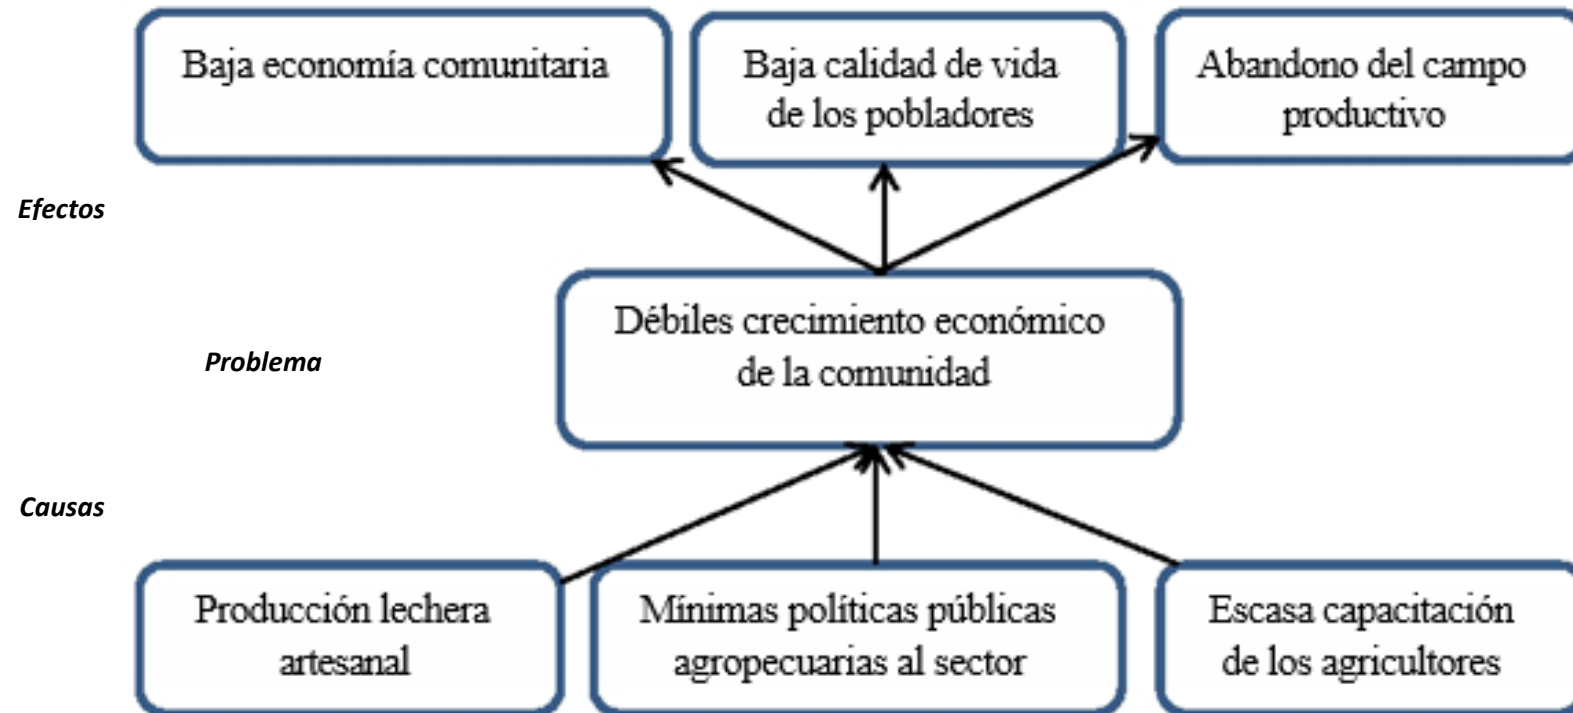 Baja economía comunitaria
Baja calidad de vida
de los pobladores
Abandono del campo
productivo
Efectos
Débiles crecimiento económico
de la comunidad
Problema
Causas
Producción lechera
artesanal
Mínimas políticas públicas
agropecuarias al sector
Escasa capacitación
de los agricultores